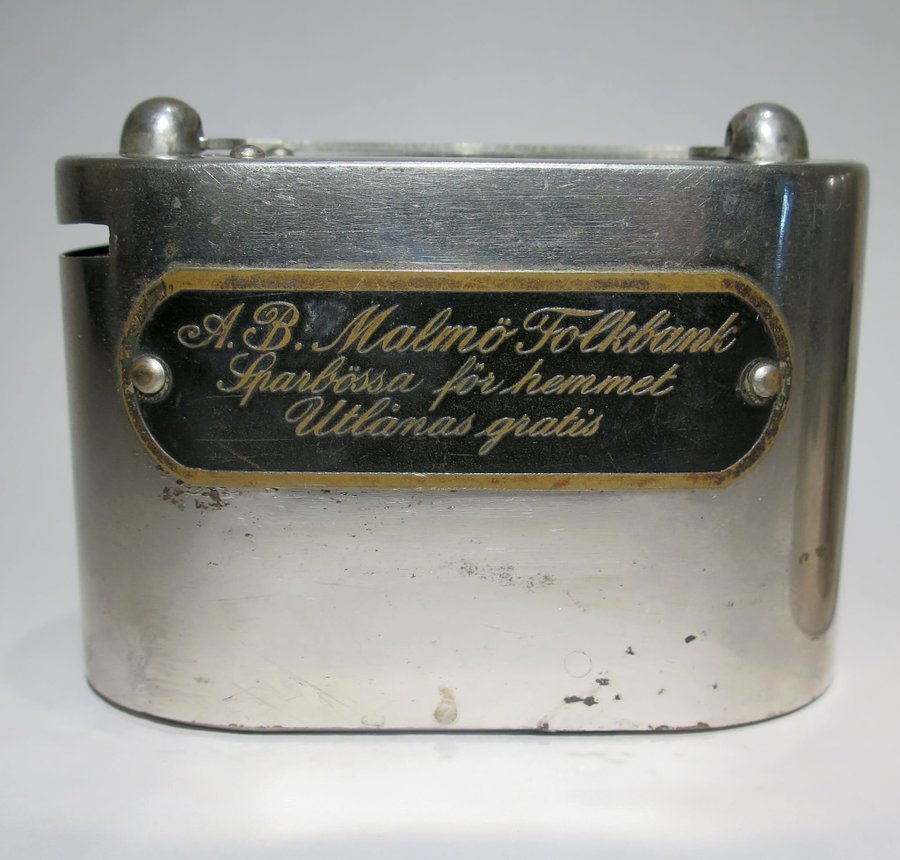 A.B. Malmö Folkbank
Sparbössa för hemmet
Utlånas gratis